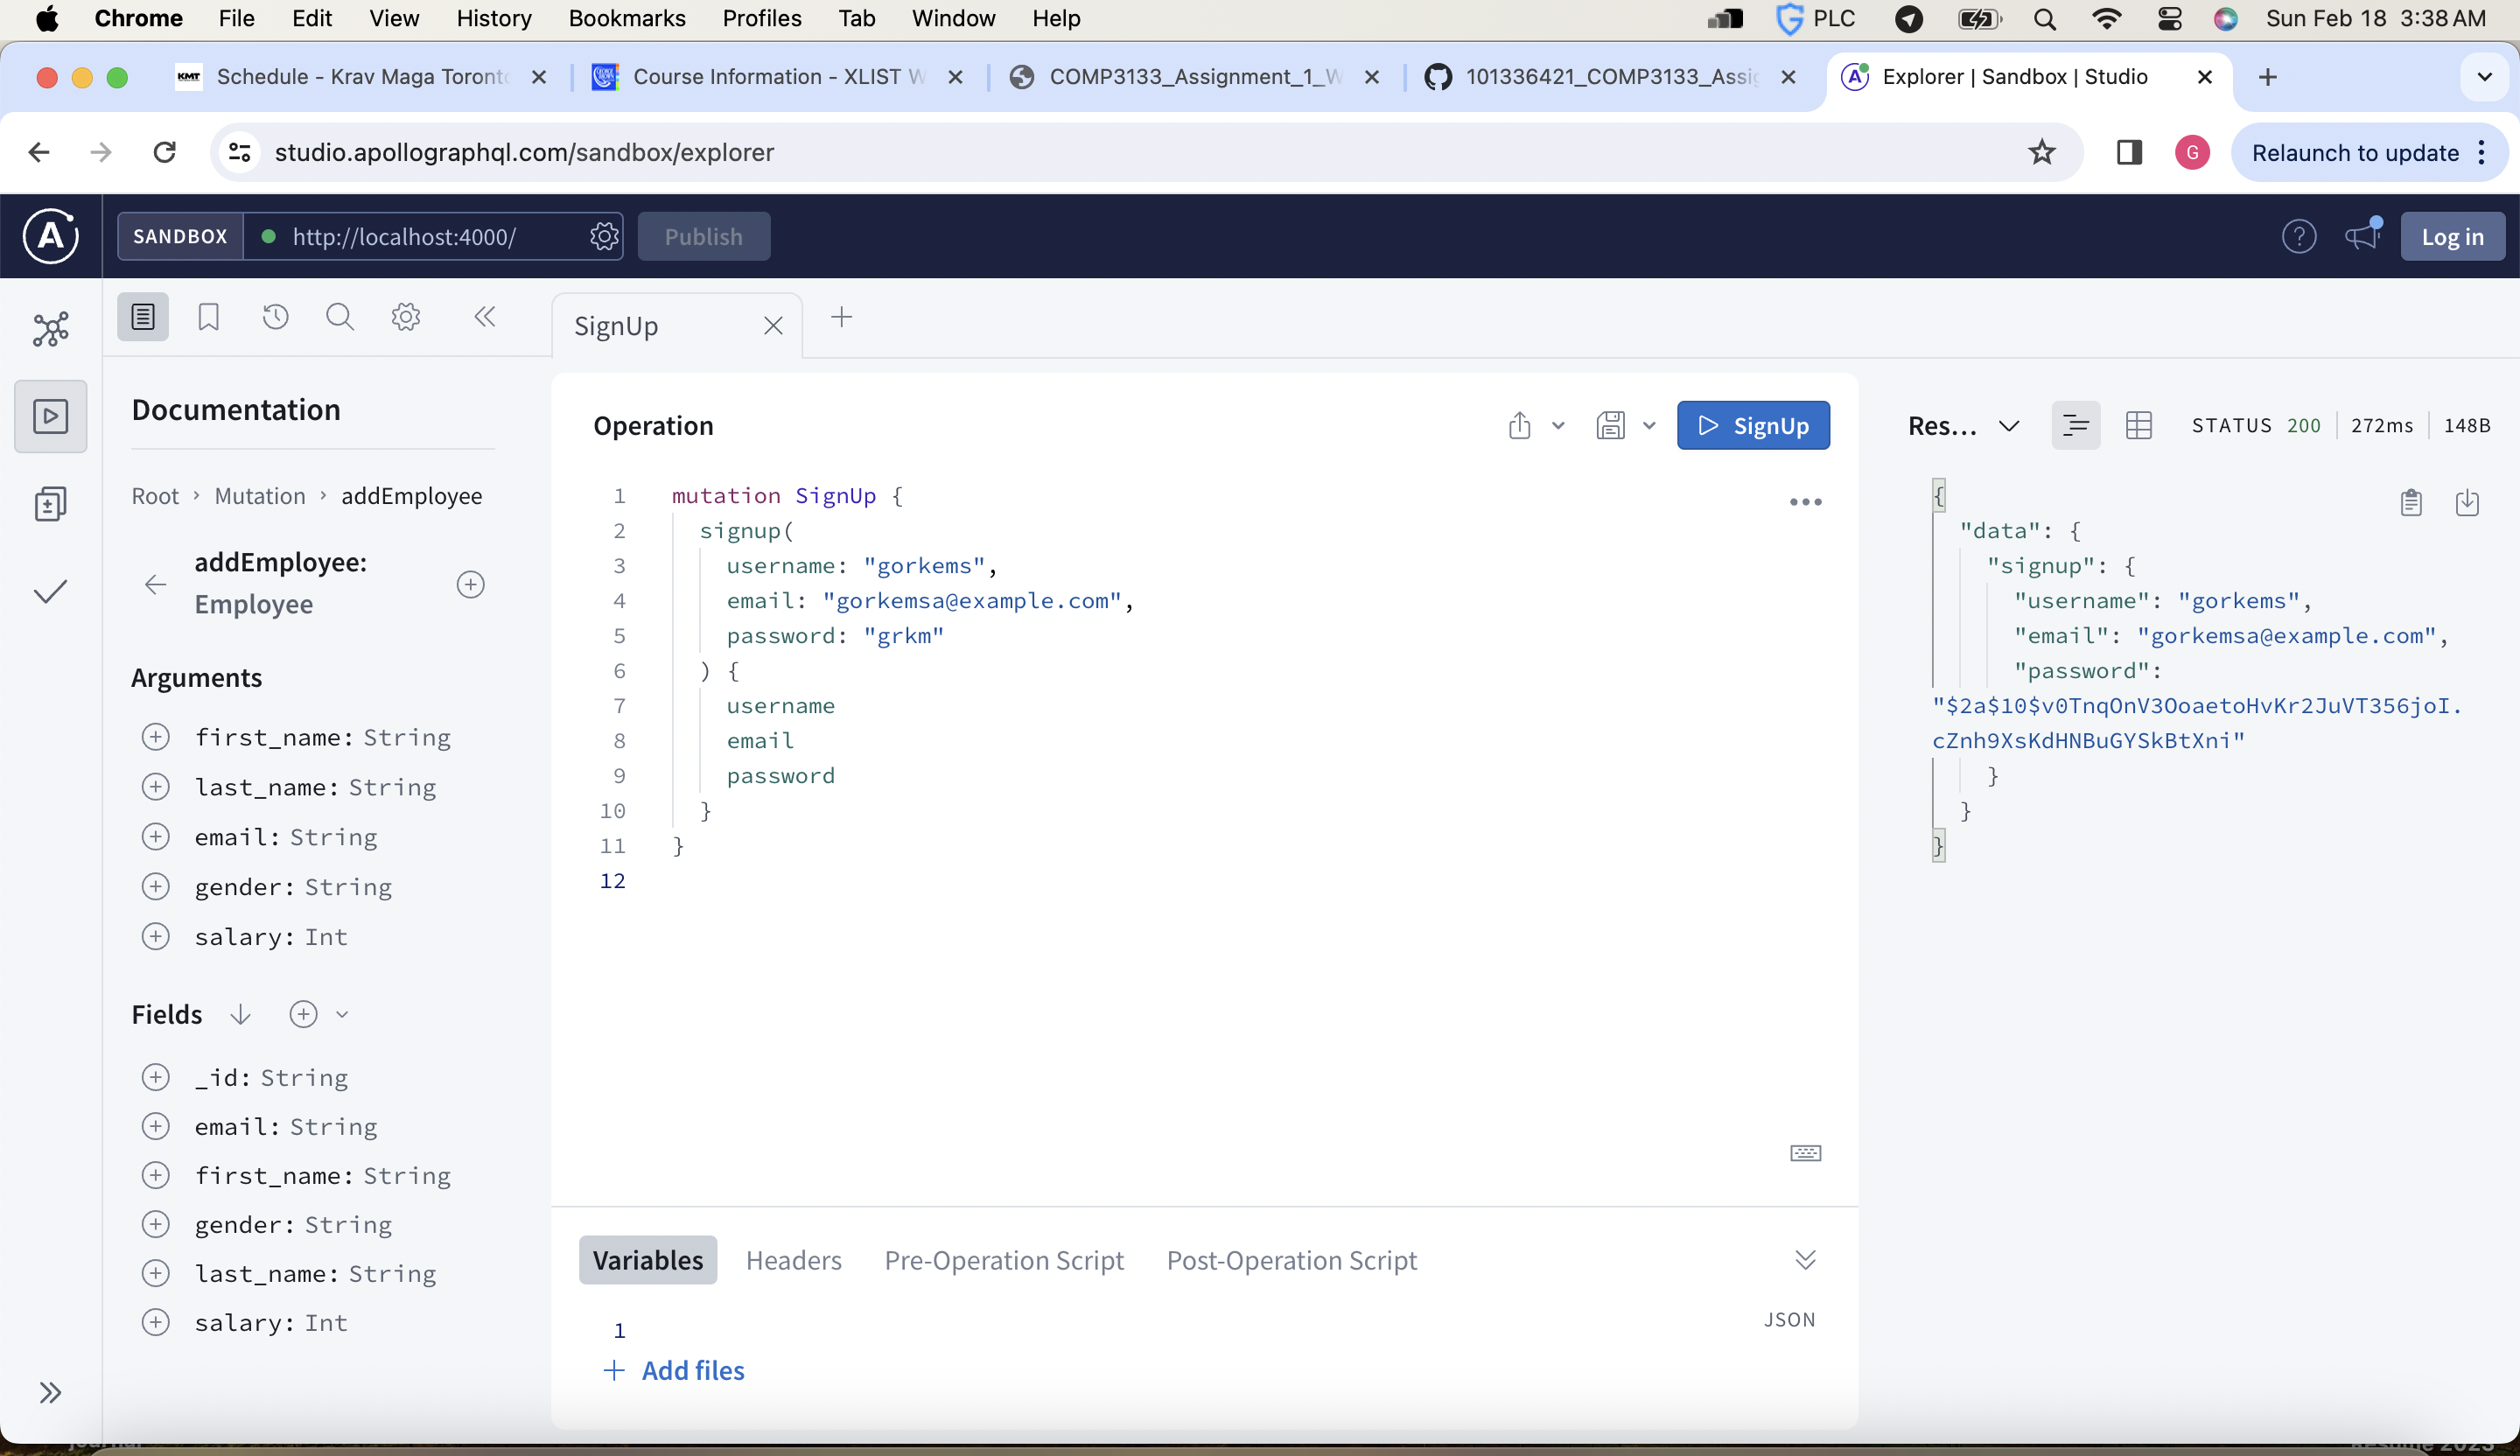 Chrome File Edit View History Bookmarks Profiles Tab Window Help PLC Sun Feb 18 3:38 AM
Schedule - Krav Maga Toronto Course Information - XLIST W COMP3133_Assignment_1_W 101336421_COMP3133_Assig Explorer | Sandbox | Studio
studio.apollographql.com/sandbox/explorer G Relaunch to update
SANDBOX http://localhost:4000/ Publish Log in
SignUp
Documentation
Root › Mutation › addEmployee
addEmployee:
Employee
Arguments
first_name: String
last_name: String
email: String
gender: String
salary: Int
Fields
_id: String
email: String
first_name: String
gender: String
last_name: String
salary: Int
Operation SignUp
1 mutation SignUp {
2 signup(
3 username: "gorkems",
4 email: "gorkemsa@example.com",
5 password: "grkm"
6 ) {
7 username
8 email
9 password
10 }
11 }
12
Variables Headers Pre-Operation Script Post-Operation Script
JSON
1
+ Add files
Res... STATUS 200 272ms 148B
{
"data": {
"signup": {
"username": "gorkems",
"email": "gorkemsa@example.com",
"password":
"$2a$10$v0TnqOnV3OoaetoHvKr2JuVT356joI.
cZnh9XsKdHNBuGYSkBtXni"
}
}
}